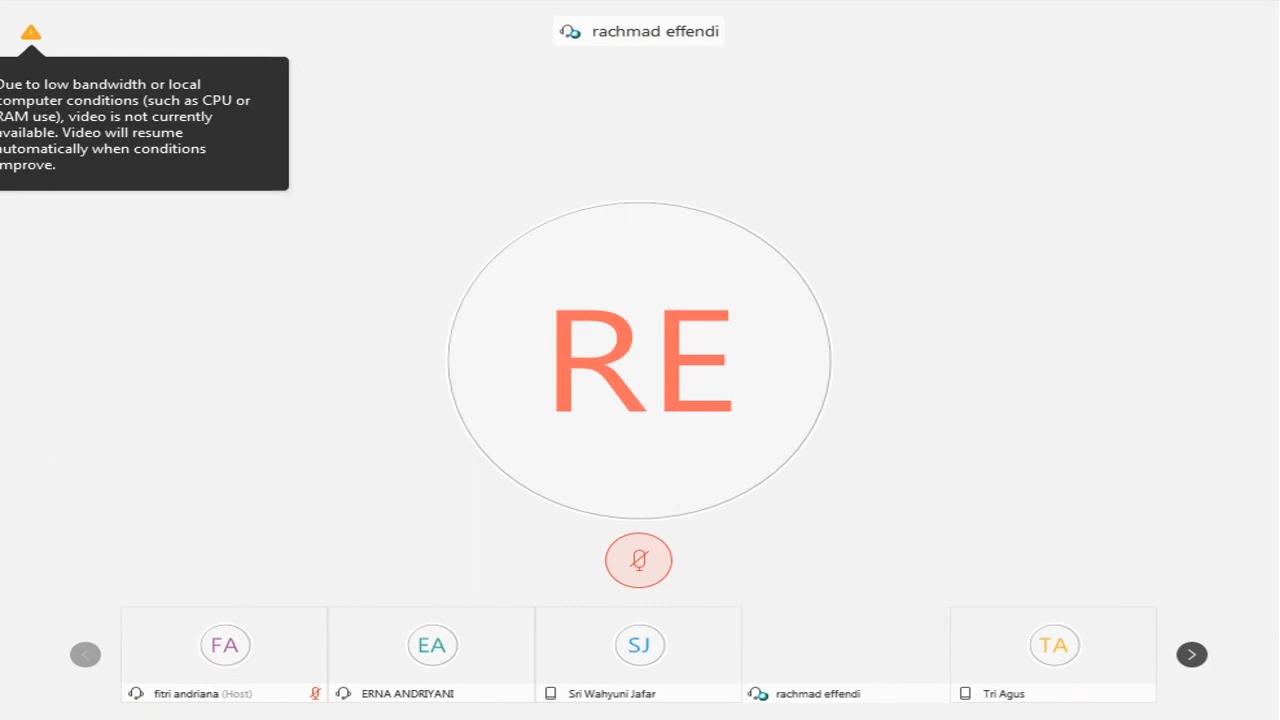 rachmad effendi
Due to low bandwidth or local
computer conditions (such as CPU or
RAM use), video is not currently
available. Video will resume
automatically when conditions
improve.
RE
FA
EA
SJ
TA
fitri andriana (Host)
ERNA ANDRIYANI
Sri Wahyuni Jafar
rachmad effendi
Tri Agus